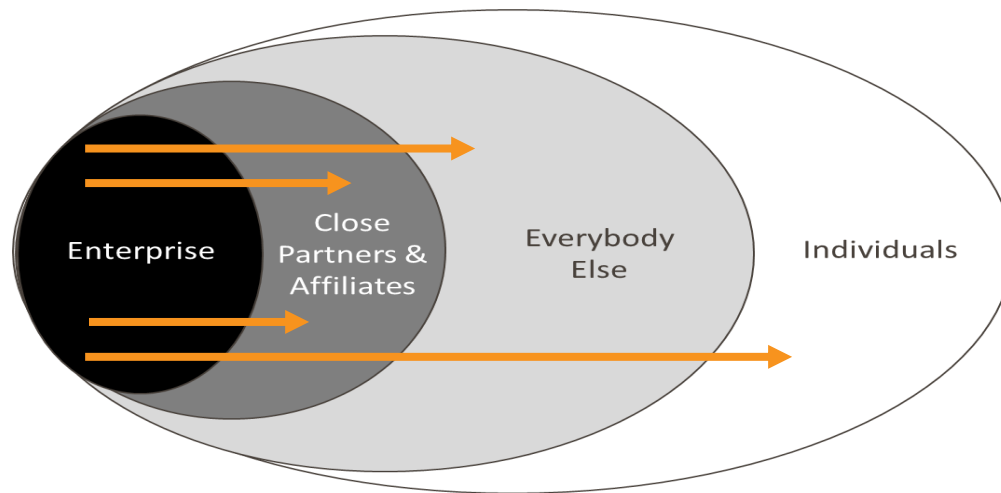 Enterprise
Close
Partners &
Affiliates
Everybody
Else
Individuals